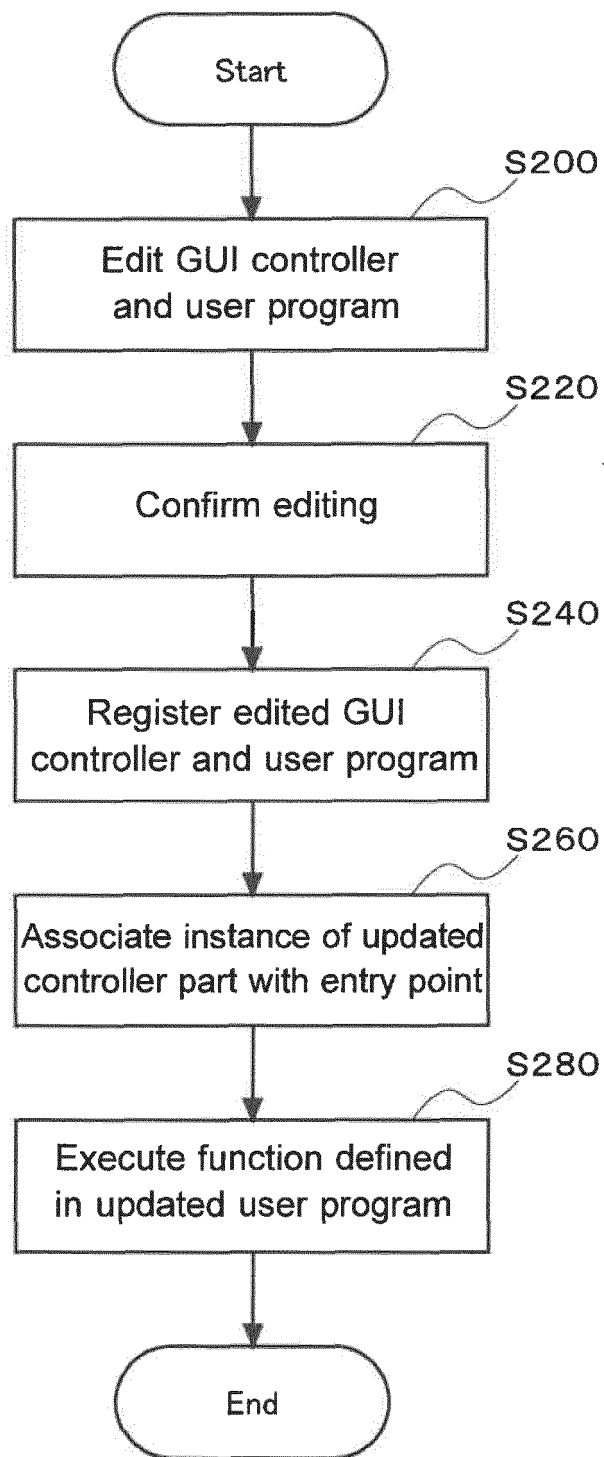 Start
S200
Edit GUI controller
and user program
S220
Confirm editing
S240
Register edited GUI
controller and user program
S260
Associate instance of updated
controller part with entry point
S280
Execute function defined
in updated user program
End